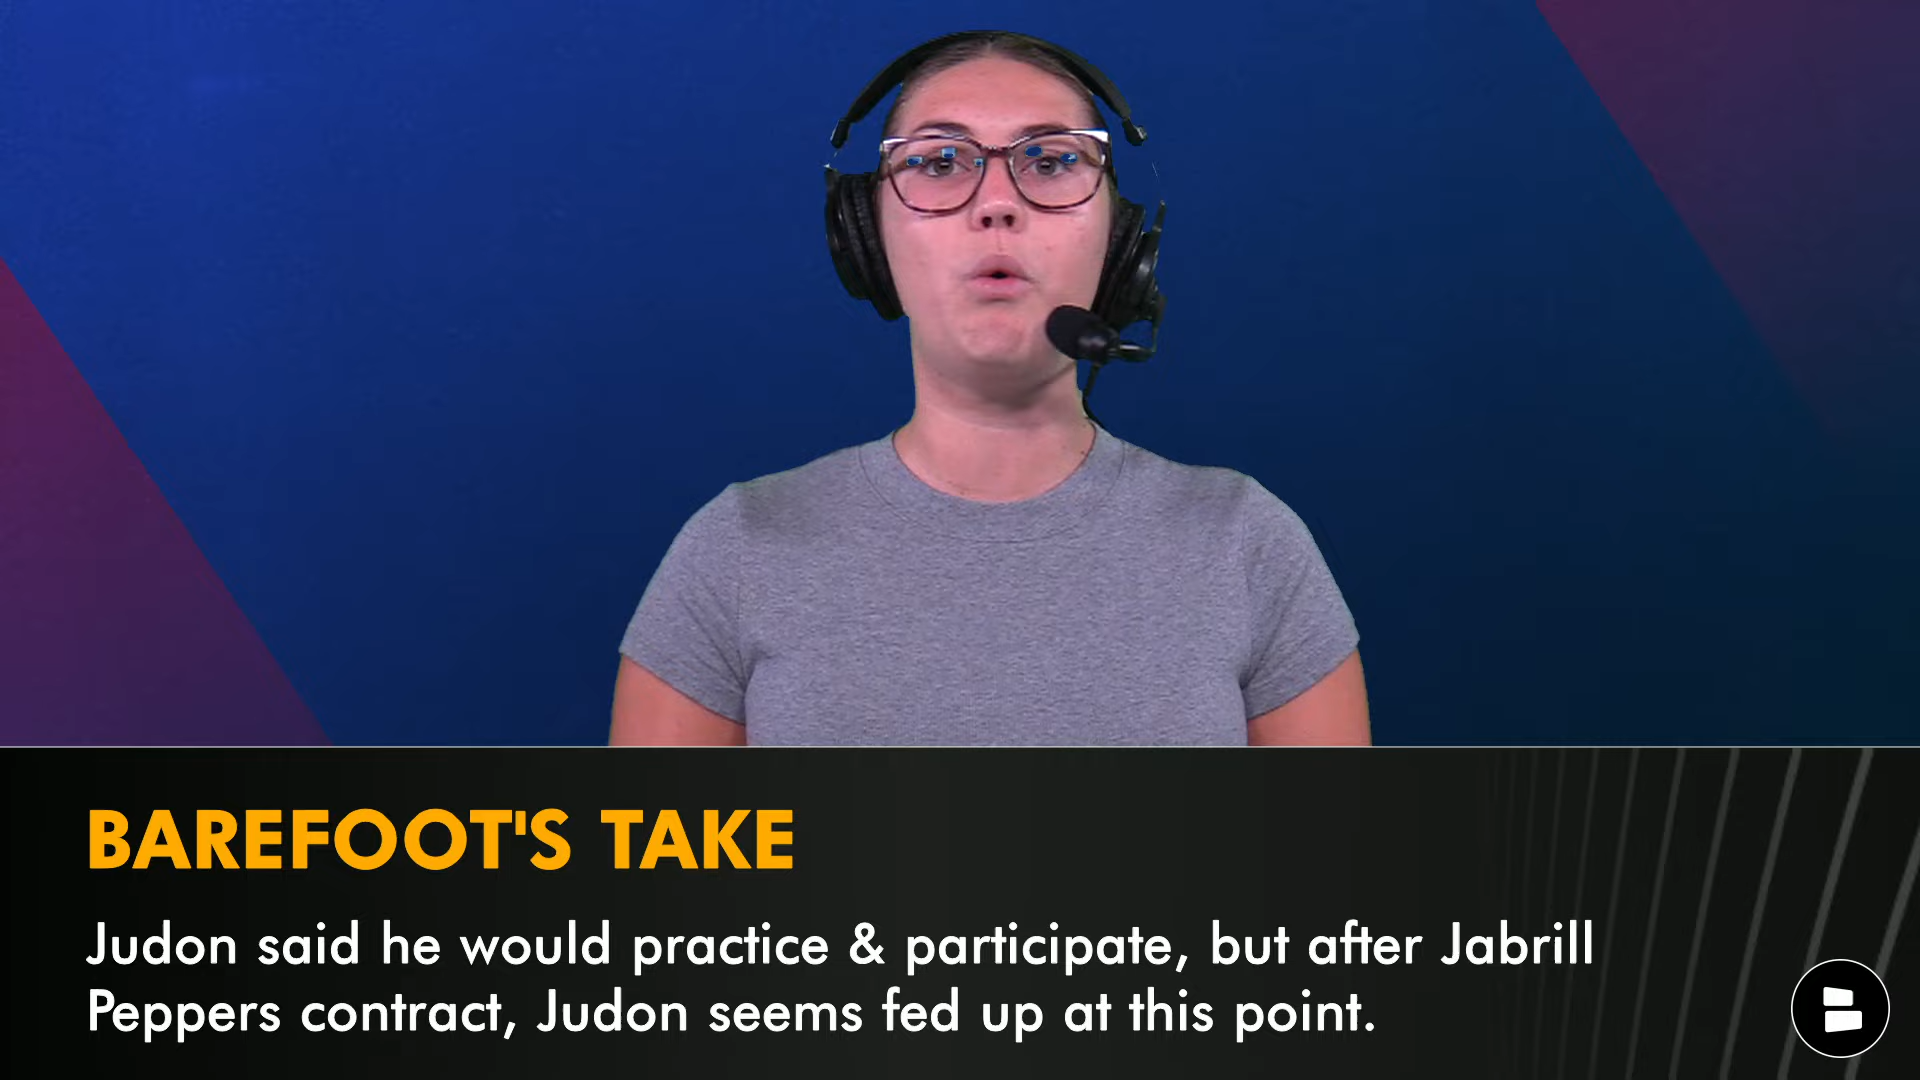 BAREFOOT'S TAKE
Judon said he would practice & participate, but after Jabrill
Peppers contract, Judon seems fed up at this point.